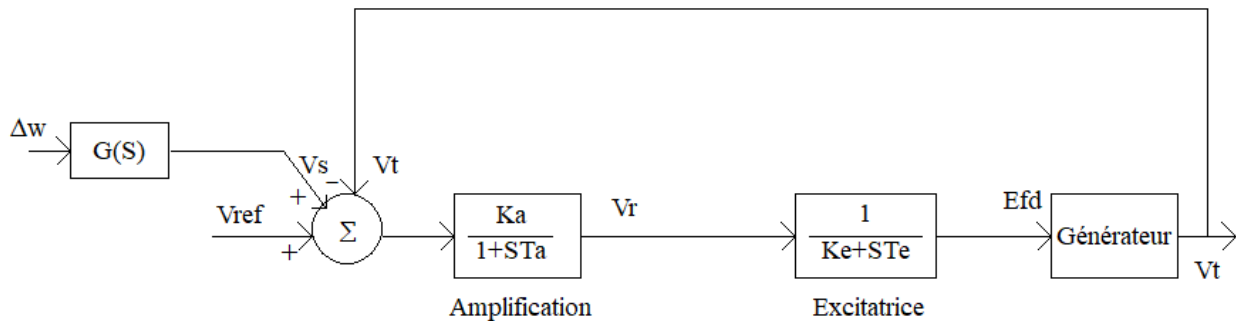 Δw
G(S)
Vs
−
Vt
+
Vref
+
Σ
Ka
1+STa
Amplification
Vr
1
Ke+STe
Excitatrice
Efd
Générateur
Vt